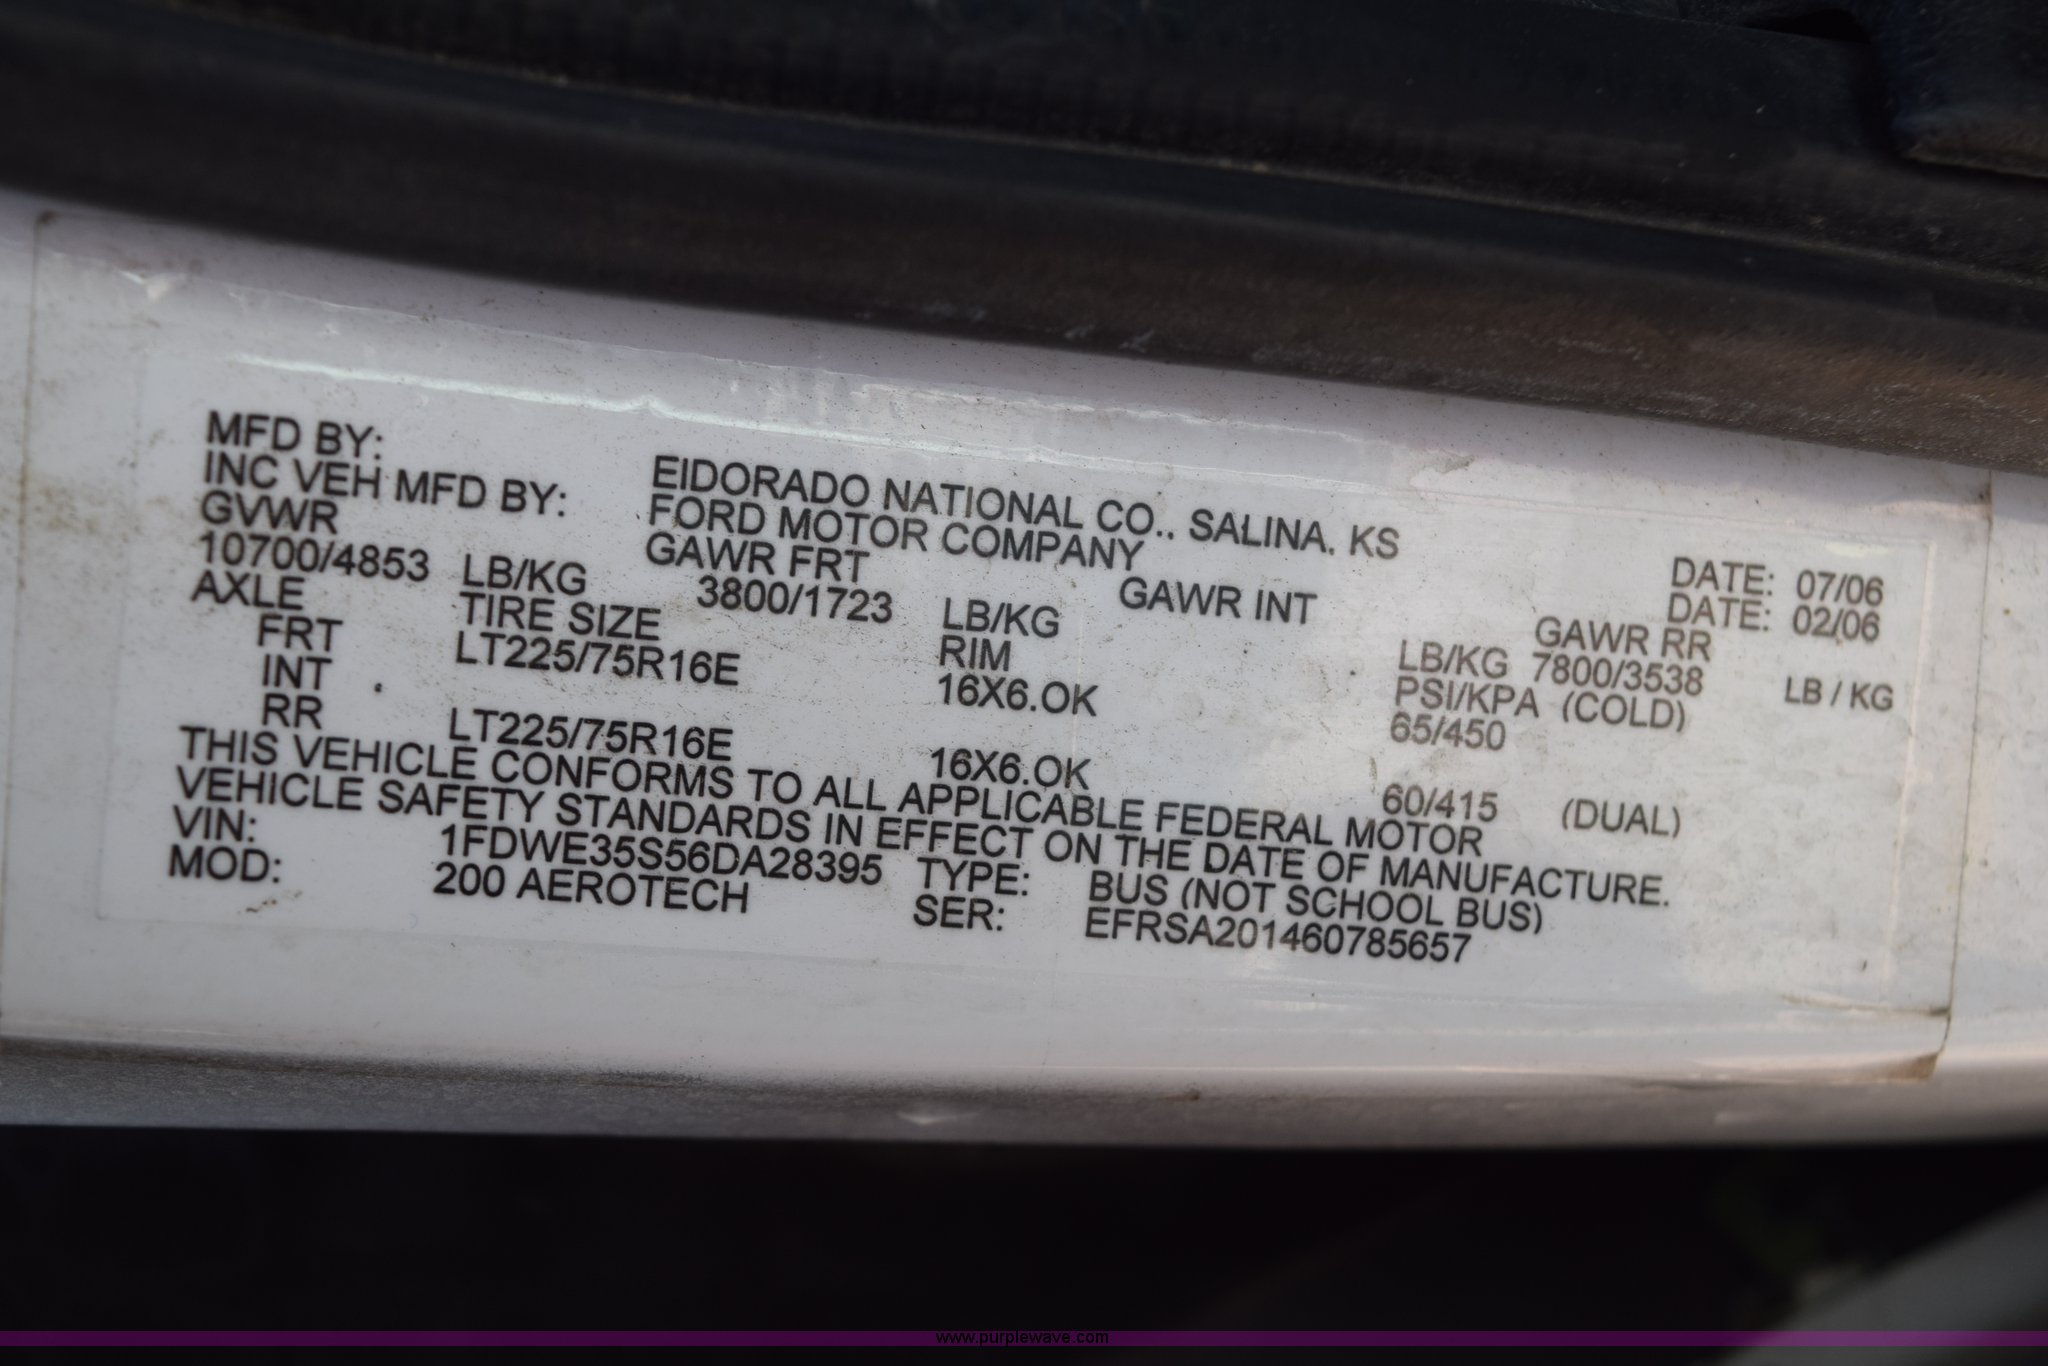 MFD BY: EIDORADO NATIONAL CO., SALINA, KS DATE: 07/06
INC VEH MFD BY: FORD MOTOR COMPANY DATE: 02/06
GVWR GAWR FRT GAWR INT GAWR RR
10700/4853 LB/KG 3800/1723 LB/KG LB/KG 7800/3538 LB / KG
AXLE TIRE SIZE RIM PSI/KPA (COLD)
FRT LT225/75R16E 16X6.OK 65/450
INT
RR LT225/75R16E 16X6.OK 60/415 (DUAL)
THIS VEHICLE CONFORMS TO ALL APPLICABLE FEDERAL MOTOR
VEHICLE SAFETY STANDARDS IN EFFECT ON THE DATE OF MANUFACTURE.
VIN: 1FDWE35S56DA28395 TYPE: BUS (NOT SCHOOL BUS)
MOD: 200 AEROTECH SER: EFRSA201460785657
www.purplewave.com